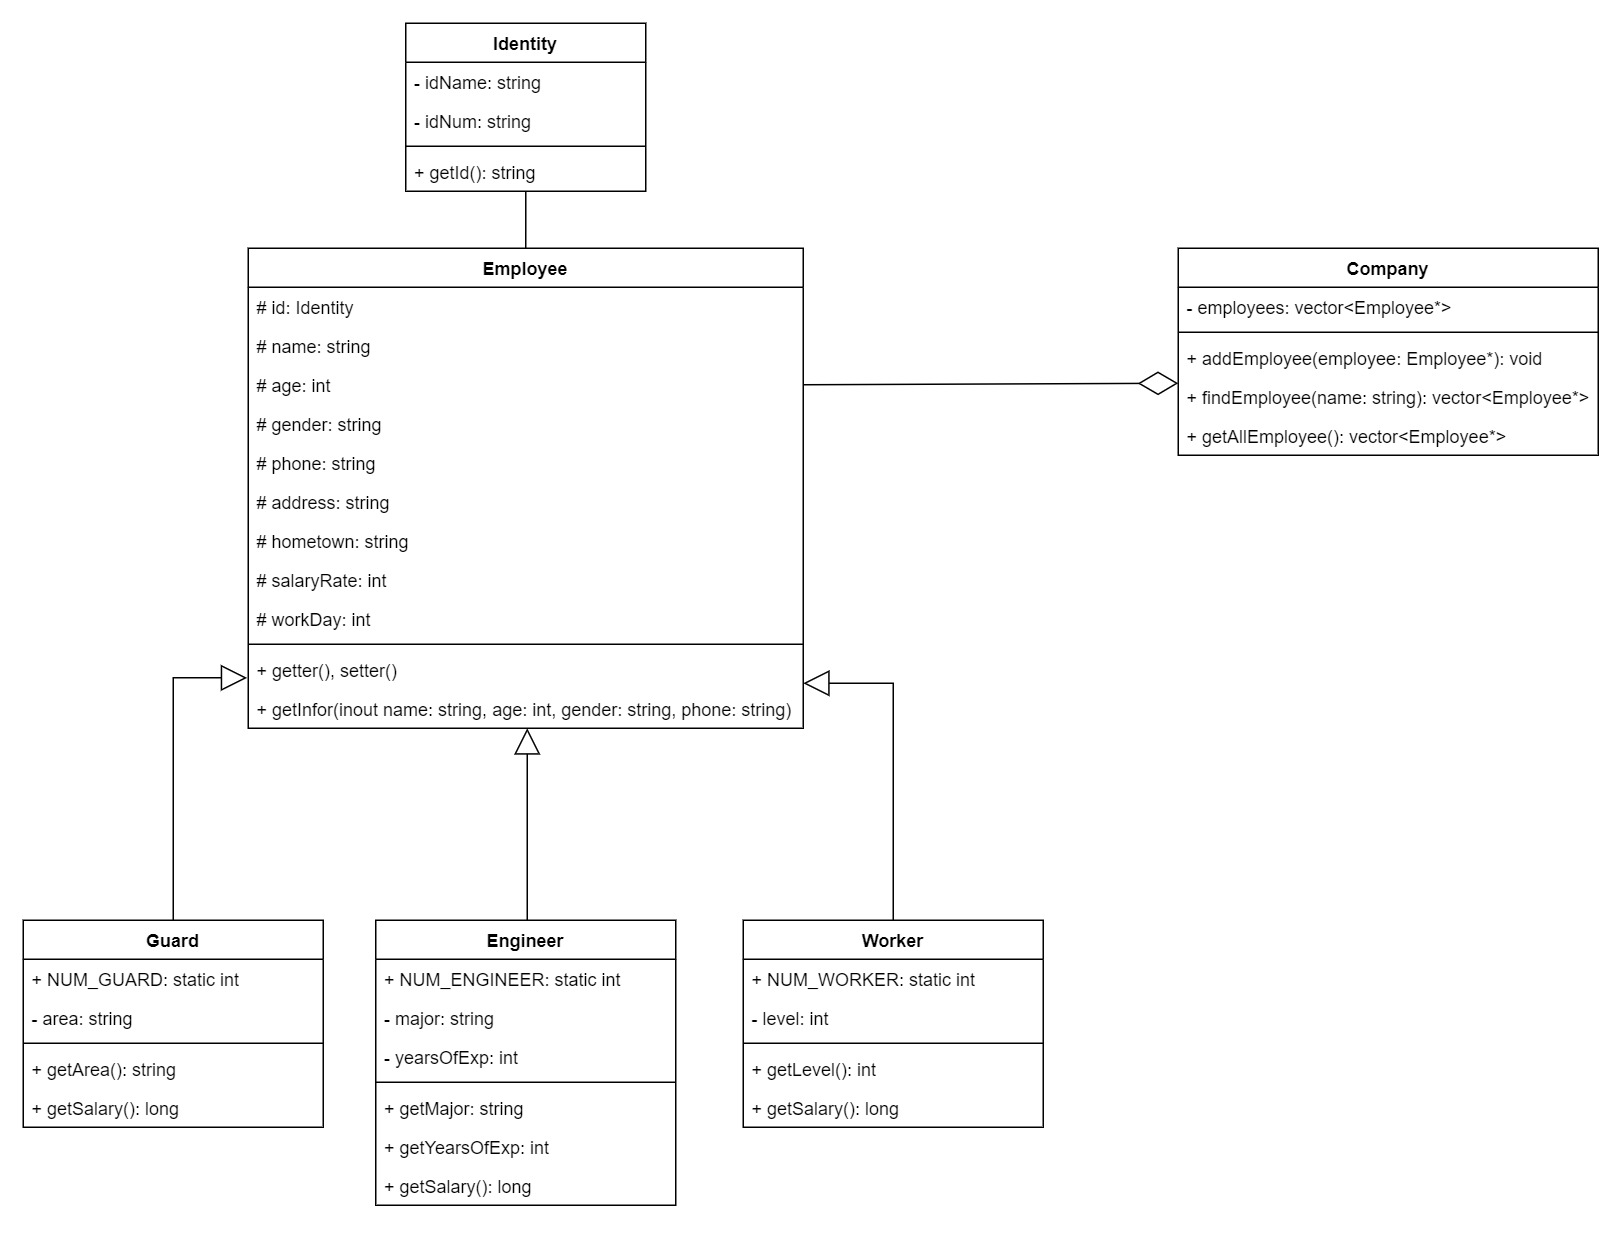 Identity
- idName: string
- idNum: string
+ getId(): string
Employee
# id: Identity
# name: string
# age: int
# gender: string
# phone: string
# address: string
# hometown: string
# salaryRate: int
# workDay: int
+ getter(), setter()
+ getInfor(inout name: string, age: int, gender: string, phone: string)
Company
- employees: vector<Employee*>
+ addEmployee(employee: Employee*): void
+ findEmployee(name: string): vector<Employee*>
+ getAllEmployee(): vector<Employee*>
Guard
+ NUM_GUARD: static int
- area: string
+ getArea(): string
+ getSalary(): long
Engineer
+ NUM_ENGINEER: static int
- major: string
- yearsOfExp: int
+ getMajor: string
+ getYearsOfExp: int
+ getSalary(): long
Worker
+ NUM_WORKER: static int
- level: int
+ getLevel(): int
+ getSalary(): long